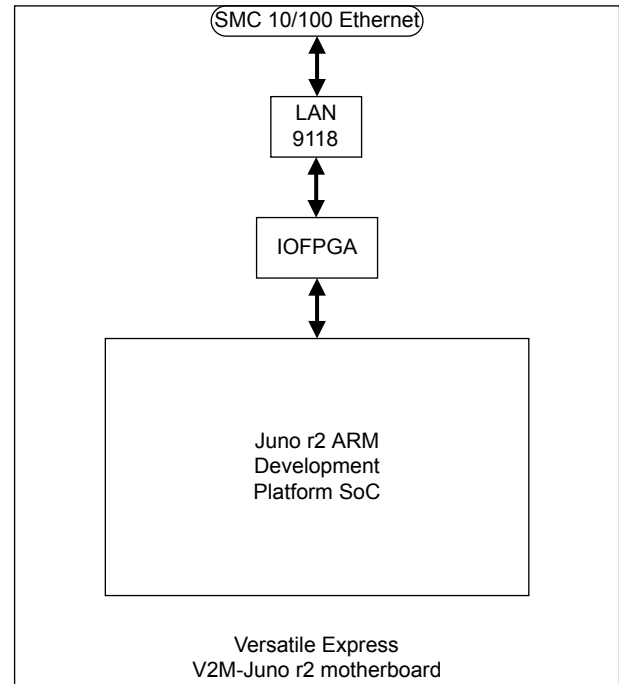 SMC 10/100 Ethernet
LAN
9118
IOFPGA
Juno r2 ARM
Development
Platform SoC
Versatile Express
V2M-Juno r2 motherboard